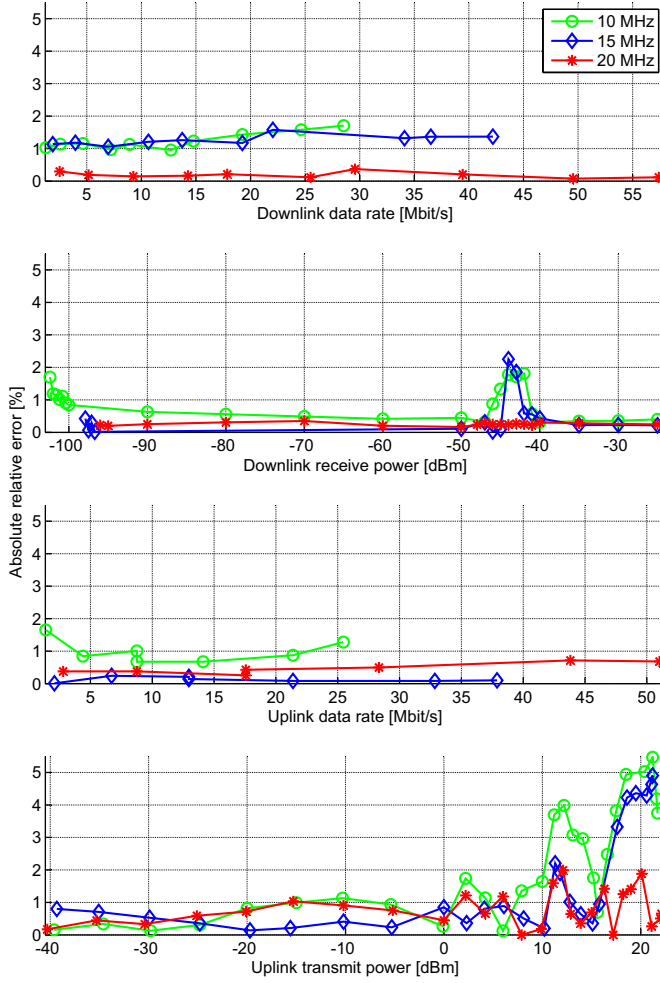 10 MHz
15 MHz
20 MHz
5
4
3
2
1
0
5 10 15 20 25 30 35 40 45 50 55
Downlink data rate [Mbit/s]
5
4
3
2
1
0
-100 -90 -80 -70 -60 -50 -40 -30
Downlink receive power [dBm]
Absolute relative error [%]
5
4
3
2
1
0
5 10 15 20 25 30 35 40 45 50
Uplink data rate [Mbit/s]
5
4
3
2
1
0
-40 -30 -20 -10 0 10 20
Uplink transmit power [dBm]